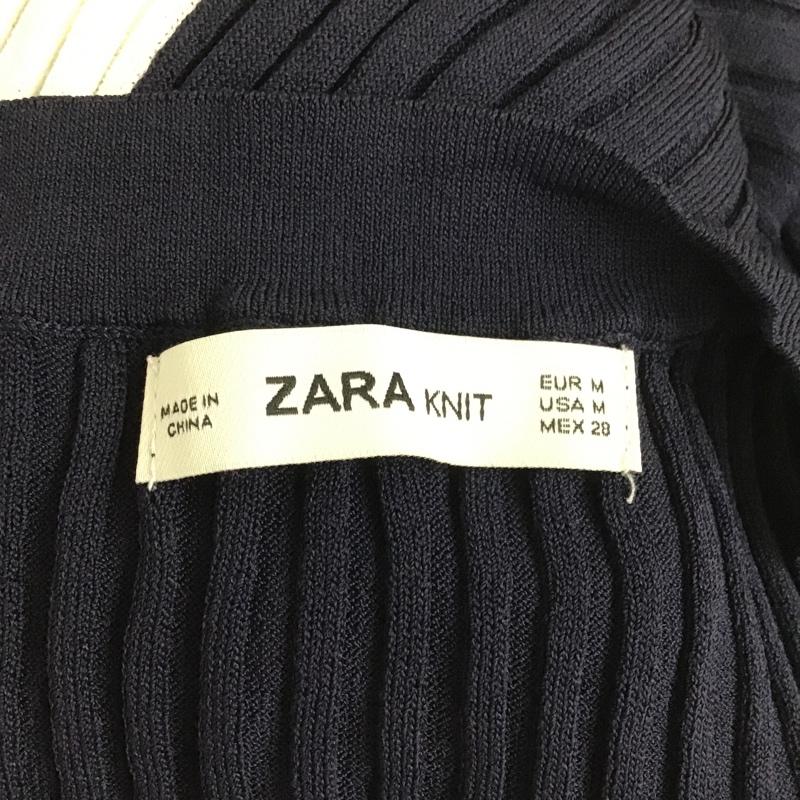 MADE IN
CHINA
ZARA KNIT
EUR M
USA M
MEX 28